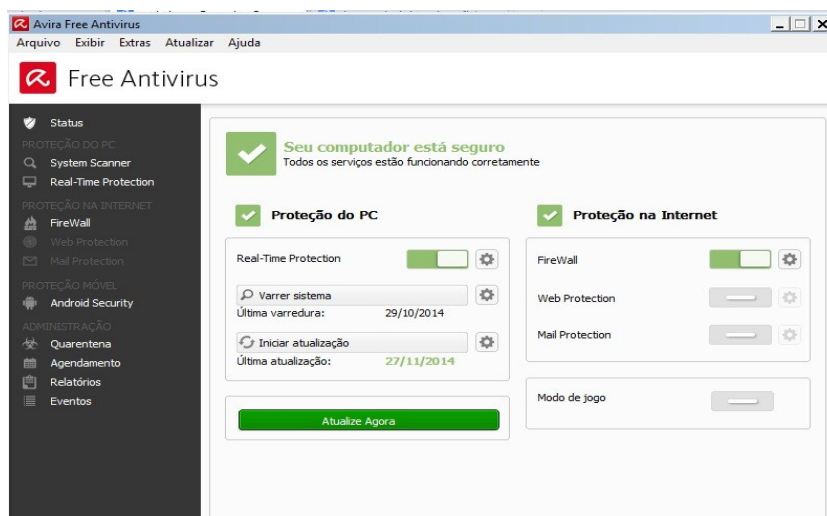 Avira Free Antivirus
Arquivo Exibir Extras Atualizar Ajuda
Free Antivirus
Status
PROTEÇÃO DO PC
System Scanner
Real-Time Protection
PROTEÇÃO NA INTERNET
FireWall
Web Protection
Mail Protection
PROTEÇÃO MÓVEL
Android Security
ADMINISTRAÇÃO
Quarentena
Agendamento
Relatórios
Eventos
Seu computador está seguro
Todos os serviços estão funcionando corretamente
Proteção do PC
Real-Time Protection
Varrer sistema
Última varredura: 29/10/2014
Iniciar atualização
Última atualização: 27/11/2014
Atualize Agora
Proteção na Internet
FireWall
Web Protection
Mail Protection
Modo de jogo